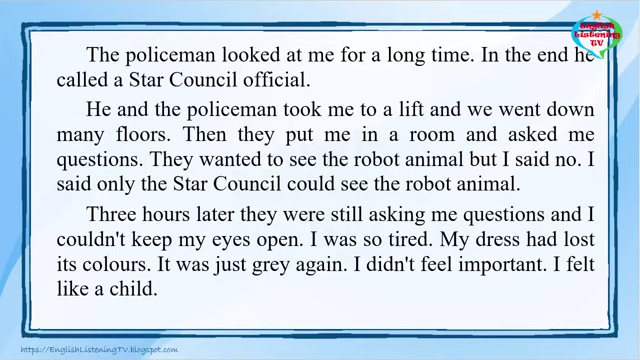 English
Listening
TV
The policeman looked at me for a long time. In the end he
called a Star Council official.
He and the policeman took me to a lift and we went down
many floors. Then they put me in a room and asked me
questions. They wanted to see the robot animal but I said no. I
said only the Star Council could see the robot animal.
Three hours later they were still asking me questions and I
couldn't keep my eyes open. I was so tired. My dress had lost
its colours. It was just grey again. I didn't feel important. I felt
like a child.
https://EnglishListeningTV.blogspot.com